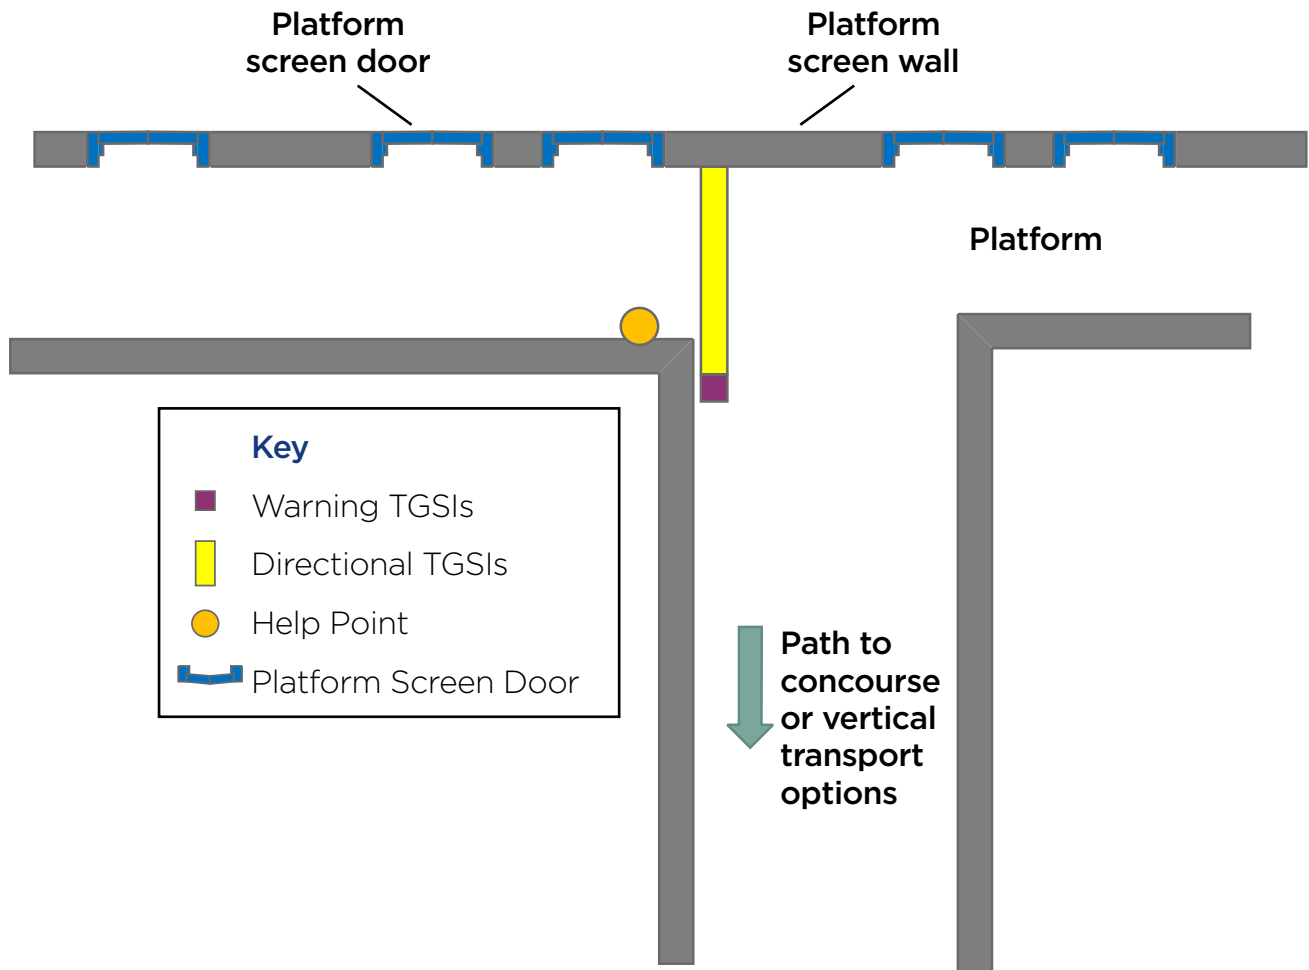 Platform
screen door
Platform
screen wall
Platform
Key
Warning TGSIs
Directional TGSIs
Help Point
Platform Screen Door
Path to
concourse
or vertical
transport
options